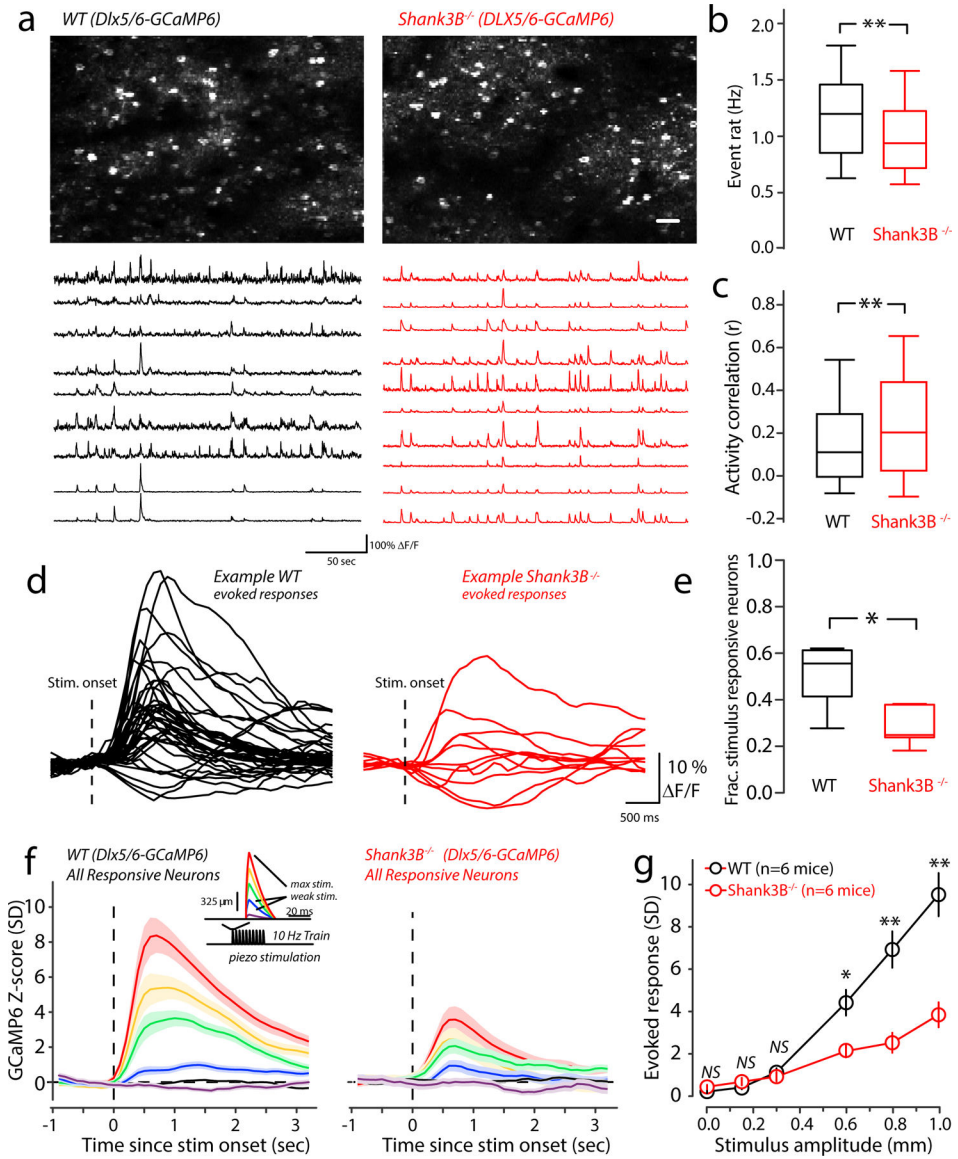 a
WT (Dlx5/6-GCaMP6)
Shank3B-/- (DLX5/6-GCaMP6)
50 sec
100% ΔF/F
b
Event rat (Hz)
2.0
1.5
1.0
0.5
0.0
**
WT
Shank3B -/-
c
Activity correlation (r)
0.8
0.6
0.4
0.2
0.0
-0.2
**
WT
Shank3B -/-
d
Example WT
evoked responses
Stim. onset
Example Shank3B-/-
evoked responses
Stim. onset
10 %
ΔF/F
500 ms
e
Frac. stimulus responsive neurons
1.0
0.8
0.6
0.4
0.2
0.0
*
WT
Shank3B -/-
f
WT (Dlx5/6-GCaMP6)
All Responsive Neurons
GCaMP6 Z-score (SD)
10
8
6
4
2
0
325 μm
max stim.
weak stim.
20 ms
10 Hz Train
piezo stimulation
-1 0 1 2 3
Time since stim onset (sec)
Shank3B-/- (Dlx5/6-GCaMP6)
All Responsive Neurons
-1 0 1 2 3
Time since stim onset (sec)
g
WT (n=6 mice)
Shank3B-/- (n=6 mice)
Evoked response (SD)
10
8
6
4
2
0
NS
NS
NS
*
**
**
0.0 0.2 0.4 0.6 0.8 1.0
Stimulus amplitude (mm)